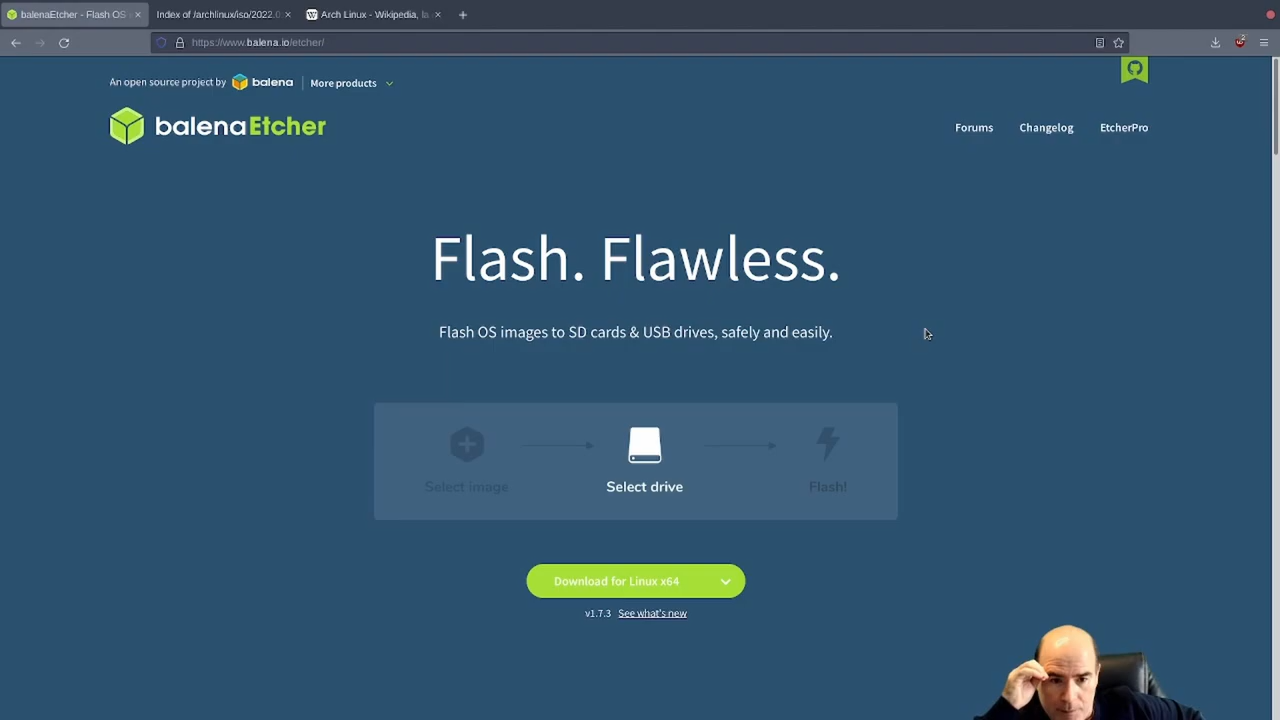 balenaEtcher - Flash OS
Index of /archlinux/iso/2022.0
Arch Linux - Wikipedia, la
https://www.balena.io/etcher/
An open source project by balena
More products
balenaEtcher
Forums
Changelog
EtcherPro
Flash. Flawless.
Flash OS images to SD cards & USB drives, safely and easily.
Select image
Select drive
Flash!
Download for Linux x64
v1.7.3 See what's new